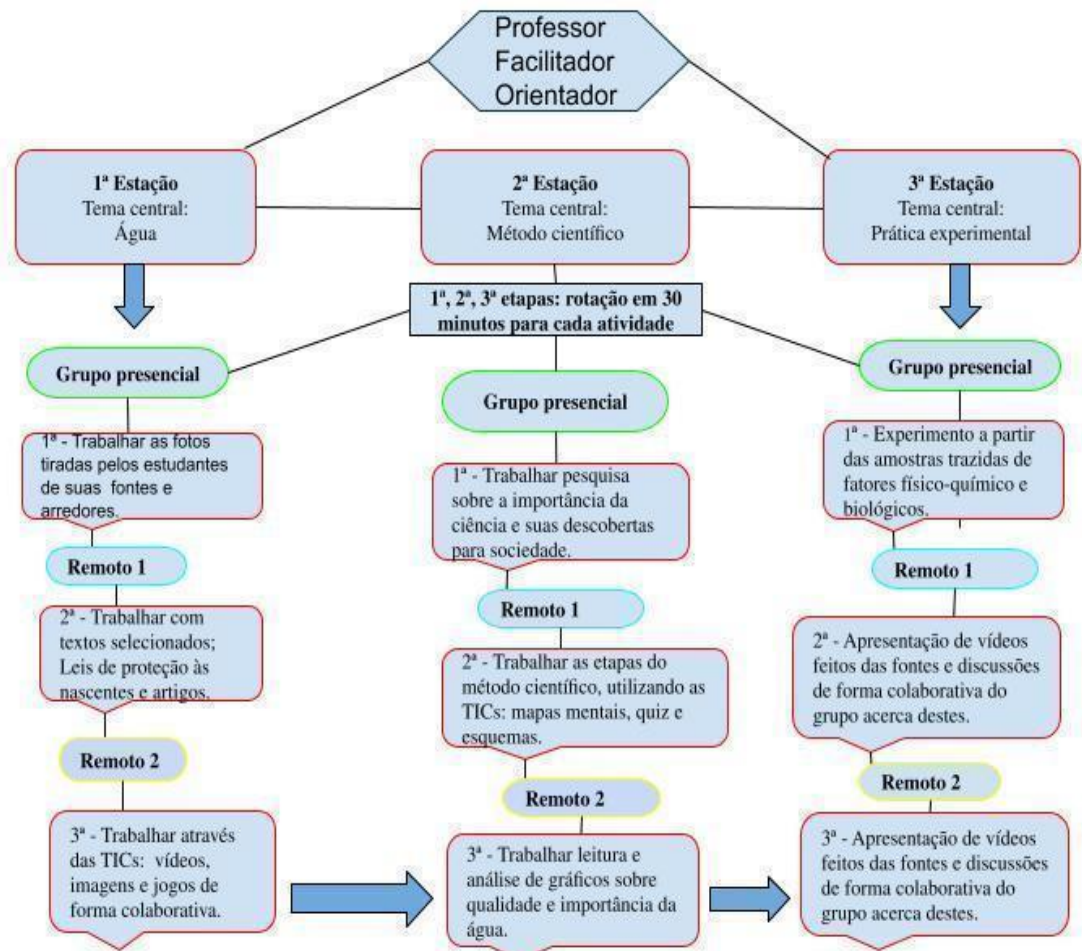 Professor
Facilitador
Orientador
1ª Estação
Tema central:
Água
2ª Estação
Tema central:
Método científico
3ª Estação
Tema central:
Prática experimental
1ª, 2ª, 3ª etapas: rotação em 30
minutos para cada atividade
Grupo presencial
1ª - Trabalhar as fotos
tiradas pelos estudantes
de suas fontes e
arredores.
Remoto 1
2ª - Trabalhar com
textos selecionados;
Leis de proteção às
nascentes e artigos.
Remoto 2
3ª - Trabalhar através
das TICs: vídeos,
imagens e jogos de
forma colaborativa.
Grupo presencial
1ª - Trabalhar pesquisa
sobre a importância da
ciência e suas descobertas
para sociedade.
Remoto 1
2ª - Trabalhar as etapas do
método científico, utilizando as
TICs: mapas mentais, quiz e
esquemas.
Remoto 2
3ª - Trabalhar leitura e
análise de gráficos sobre
qualidade e importância da
água.
Grupo presencial
1ª - Experimento a partir
das amostras trazidas de
fatores físico-químico e
biológicos.
Remoto 1
2ª - Apresentação de vídeos
feitos das fontes e discussões
de forma colaborativa do
grupo acerca destes.
Remoto 2
3ª - Apresentação de vídeos
feitos das fontes e discussões
de forma colaborativa do
grupo acerca destes.